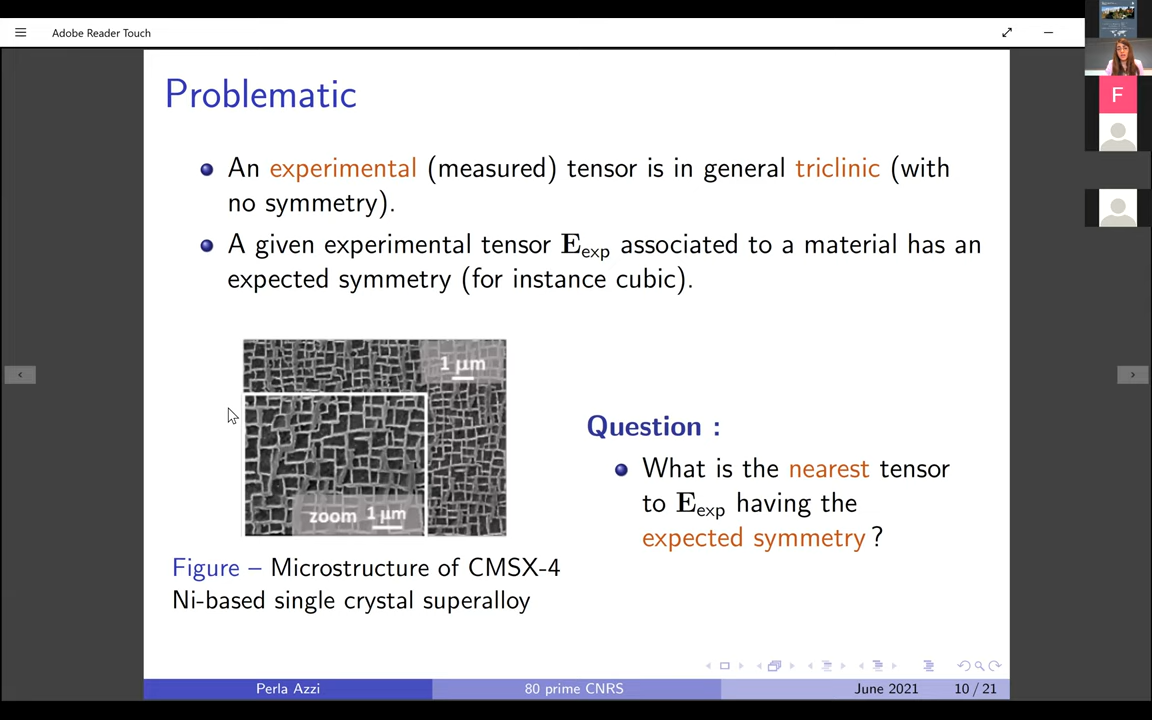 Adobe Reader Touch
F
Problematic
An experimental (measured) tensor is in general triclinic (with
no symmetry).
A given experimental tensor Eexp associated to a material has an
expected symmetry (for instance cubic).
1 µm
zoom 1 µm
Question :
What is the nearest tensor
to Eexp having the
expected symmetry ?
Figure – Microstructure of CMSX-4
Ni-based single crystal superalloy
Perla Azzi
80 prime CNRS
June 2021
10 / 21